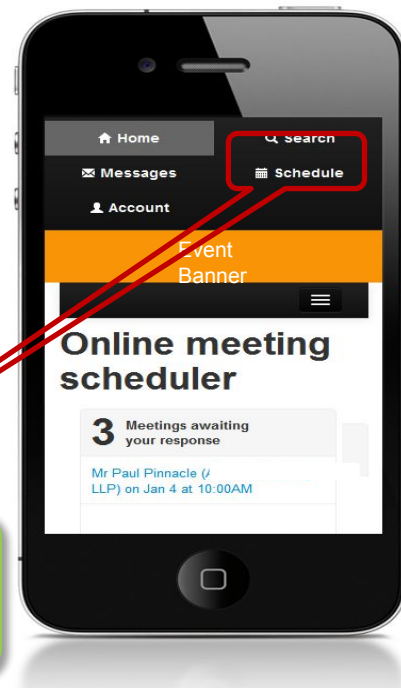 Home
Search
Messages
Schedule
Account
Event
Banner
Online meeting
scheduler
3 Meetings awaiting
your response
Mr Paul Pinnacle (
LLP) on Jan 4 at 10:00AM